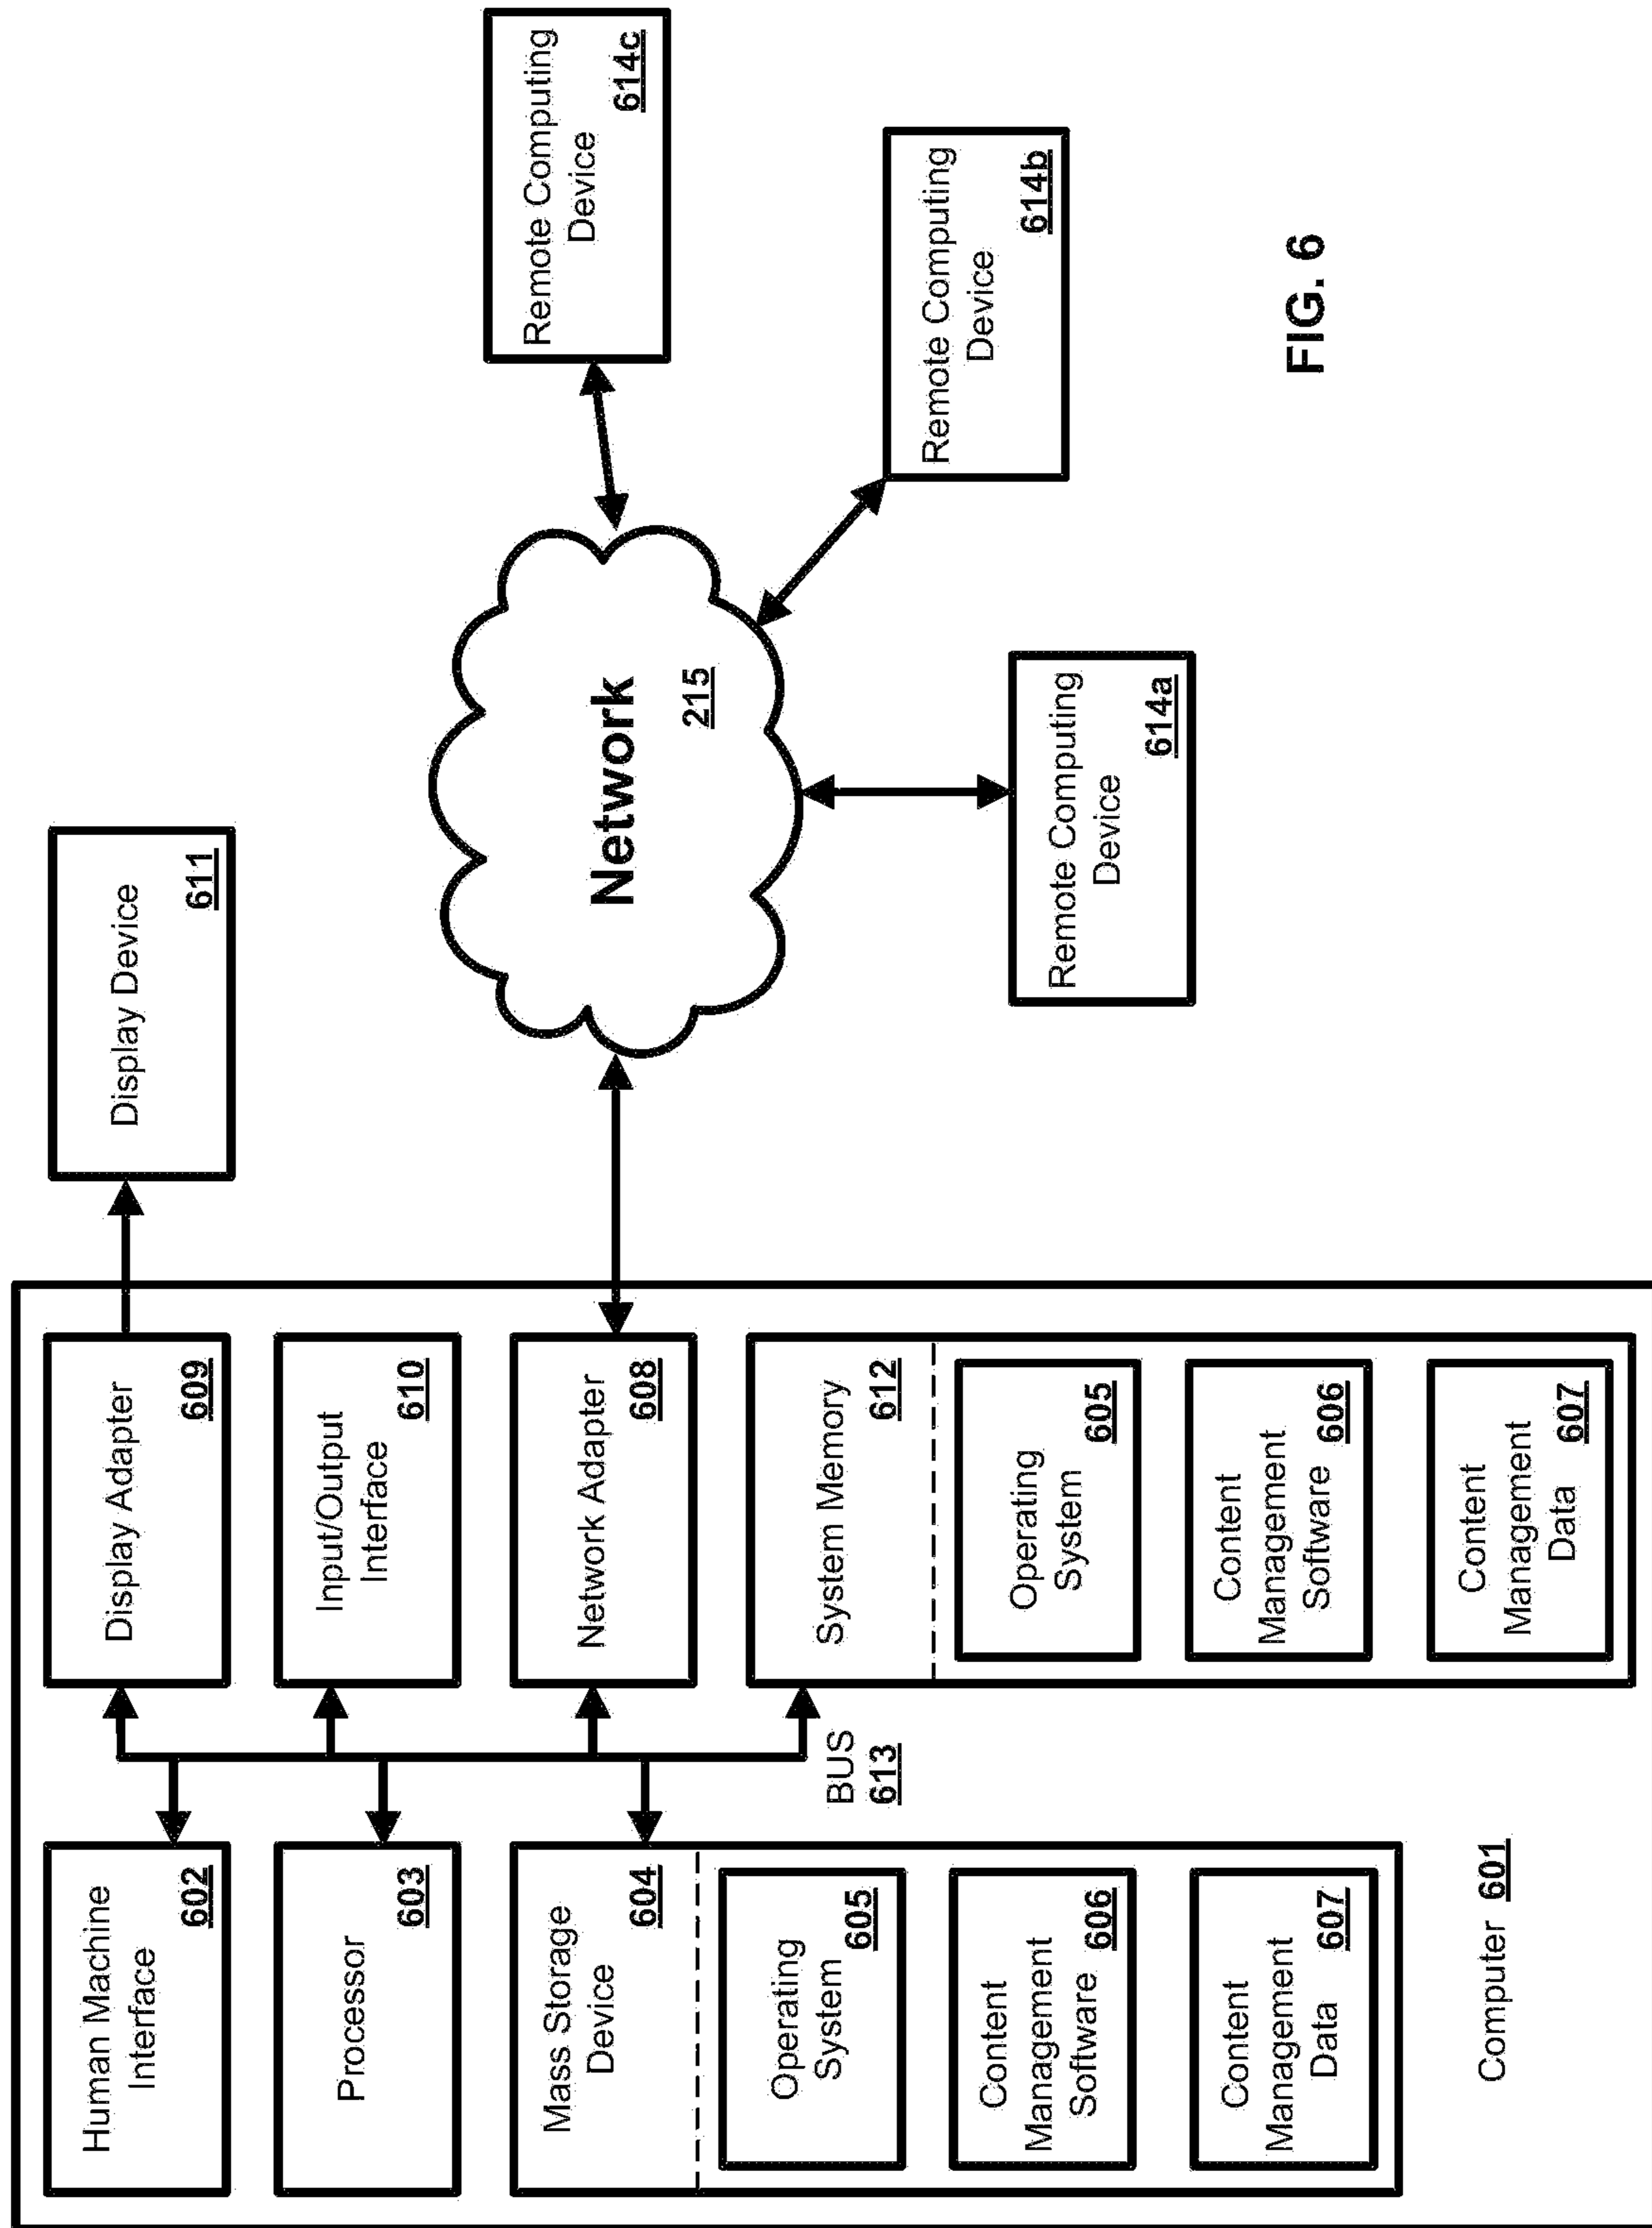 Human Machine
Interface
602
Processor
603
Mass Storage
Device
604
Operating
System
605
Content
Management
Software
606
Content
Management
Data
607
Computer 601
BUS
613
Display Adapter
609
Input/Output
Interface
610
Network Adapter
608
System Memory
612
Operating
System
605
Content
Management
Software
606
Content
Management
Data
607
Display Device
611
Network
215
Remote Computing
Device
614a
Remote Computing
Device
614b
Remote Computing
Device
614c
FIG. 6